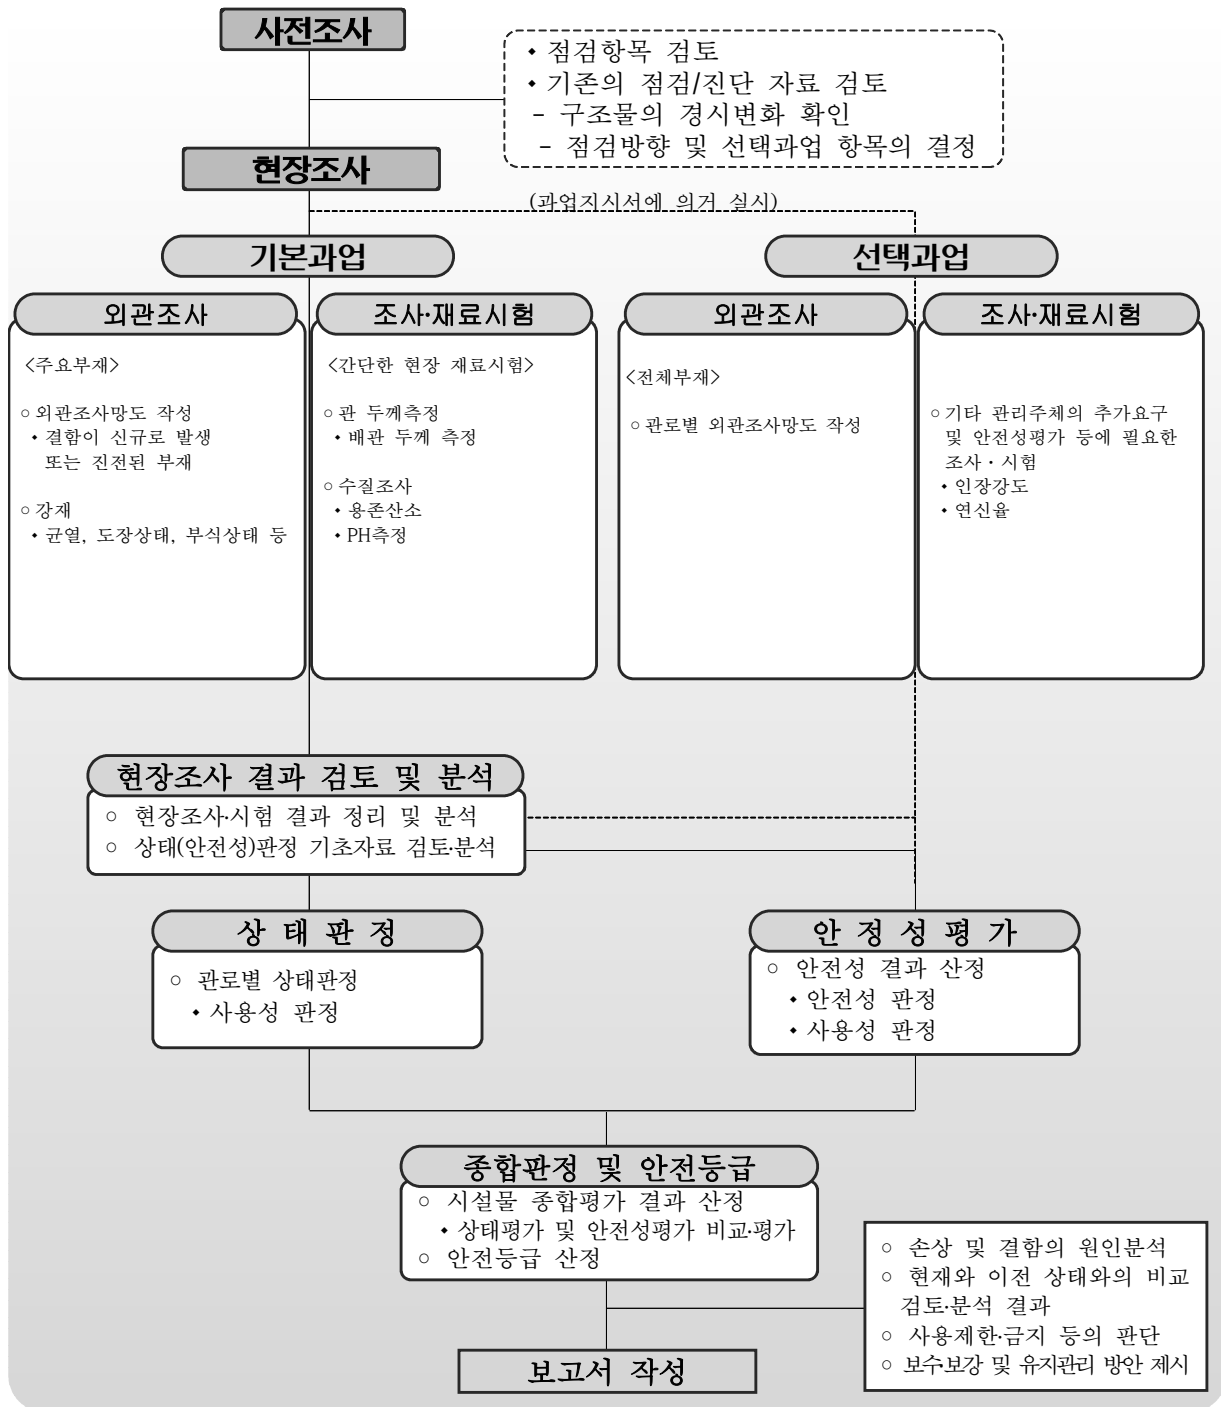 사전조사
◆ 점검항목 검토
◆ 기존의 점검/진단 자료 검토
- 구조물의 경시변화 확인
- 점검방향 및 선택과업 항목의 결정
현장조사
(과업지시서에 의거 실시)
기본과업
선택과업
외관조사
<주요부재>
○ 외관조사망도 작성
◆ 결함이 신규로 발생
또는 진전된 부재
○ 강재
◆ 균열, 도장상태, 부식상태 등
조사·재료시험
<간단한 현장 재료시험>
○ 관 두께측정
◆ 배관 두께 측정
○ 수질조사
◆ 용존산소
◆ PH측정
외관조사
<전체부재>
○ 관로별 외관조사망도 작성
조사·재료시험
○ 기타 관리주체의 추가요구
및 안전성평가 등에 필요한
조사·시험
◆ 인장강도
◆ 연신율
현장조사 결과 검토 및 분석
○ 현장조사·시험 결과 정리 및 분석
○ 상태(안전성)판정 기초자료 검토·분석
상 태 판 정
○ 관로별 상태판정
◆ 사용성 판정
안 정 성 평 가
○ 안전성 결과 산정
◆ 안전성 판정
◆ 사용성 판정
종합판정 및 안전등급
○ 시설물 종합평가 결과 산정
◆ 상태평가 및 안전성평가 비교·평가
○ 안전등급 산정
○ 손상 및 결함의 원인분석
○ 현재와 이전 상태와의 비교
검토·분석 결과
○ 사용제한·금지 등의 판단
○ 보수·보강 및 유지관리 방안 제시
보고서 작성